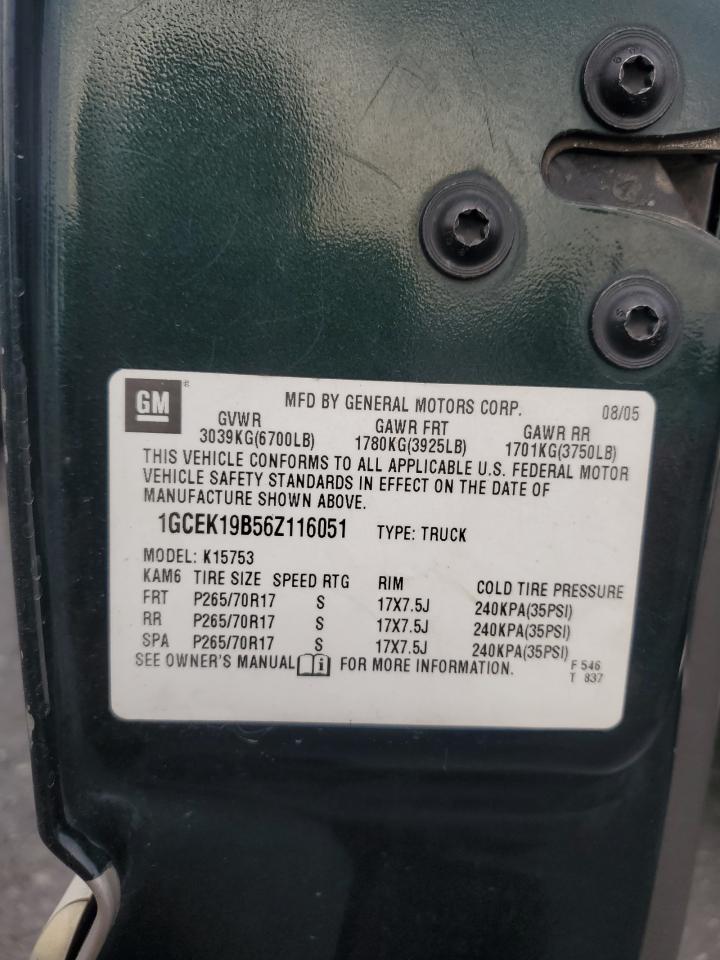 GM ®
MFD BY GENERAL MOTORS CORP. 08/05
GVWR GAWR FRT GAWR RR
3039KG(6700LB) 1780KG(3925LB) 1701KG(3750LB)
THIS VEHICLE CONFORMS TO ALL APPLICABLE U.S. FEDERAL MOTOR
VEHICLE SAFETY STANDARDS IN EFFECT ON THE DATE OF
MANUFACTURE SHOWN ABOVE.
1GCEK19B56Z116051 TYPE: TRUCK
MODEL: K15753
KAM6 TIRE SIZE SPEED RTG RIM COLD TIRE PRESSURE
FRT P265/70R17 S 17X7.5J 240KPA(35PSI)
RR P265/70R17 S 17X7.5J 240KPA(35PSI)
SPA P265/70R17 S 17X7.5J 240KPA(35PSI)
SEE OWNER'S MANUAL i FOR MORE INFORMATION. F 546
T 837